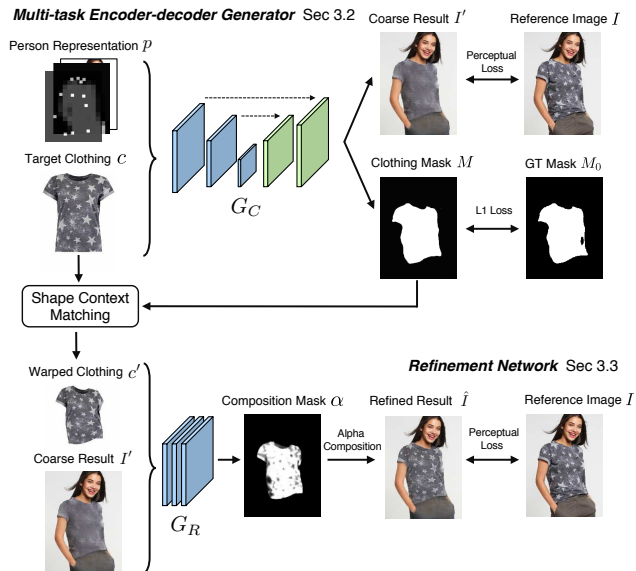 Multi-task Encoder-decoder Generator Sec 3.2
Person Representation p
Target Clothing c
G_C
Coarse Result I′
Perceptual
Loss
Reference Image I
Clothing Mask M
L1 Loss
GT Mask M_0
Shape Context
Matching
Refinement Network Sec 3.3
Warped Clothing c′
Coarse Result I′
G_R
Composition Mask α
Alpha
Composition
Refined Result Î
Perceptual
Loss
Reference Image I